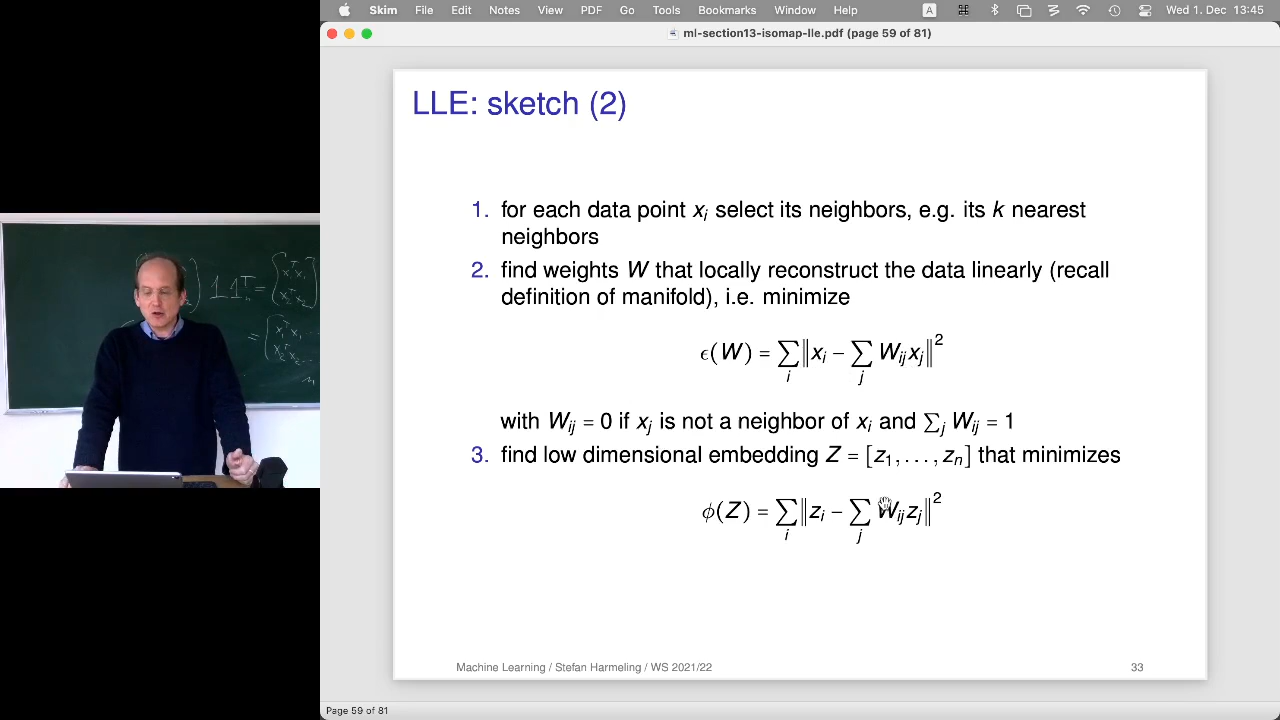 Skim File Edit Notes View PDF Go Tools Bookmarks Window Help A Wed 1. Dec 13:45
ml-section13-isomap-lle.pdf (page 59 of 81)
LLE: sketch (2)
1. for each data point xᵢ select its neighbors, e.g. its k nearest
neighbors
2. find weights W that locally reconstruct the data linearly (recall
definition of manifold), i.e. minimize
ϵ(W) = ∑ᵢ ‖xᵢ − ∑ⱼ Wᵢⱼxⱼ‖²
with Wᵢⱼ = 0 if xⱼ is not a neighbor of xᵢ and ∑ⱼ Wᵢⱼ = 1
3. find low dimensional embedding Z = [z₁, . . . , zₙ] that minimizes
ϕ(Z) = ∑ᵢ ‖zᵢ − ∑ⱼ Wᵢⱼzⱼ‖²
Machine Learning / Stefan Harmeling / WS 2021/22 33
Page 59 of 81